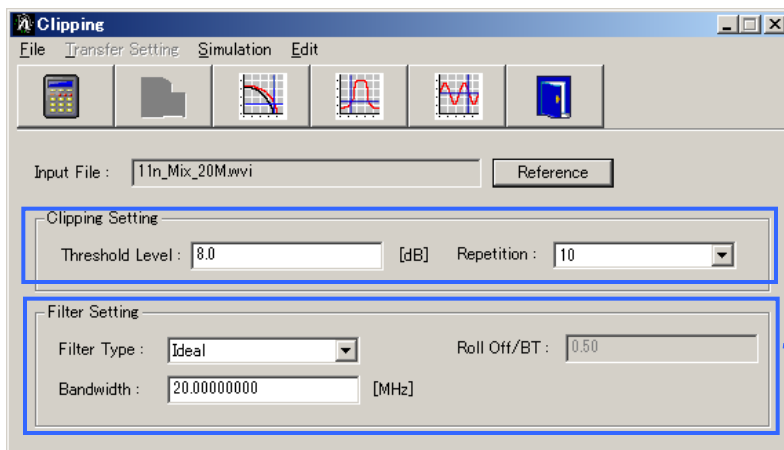 Clipping
File Transfer Setting Simulation Edit
Input File : 11n_Mix_20M.wvi Reference
Clipping Setting
Threshold Level : 8.0 [dB] Repetition : 10
Filter Setting
Filter Type : Ideal Roll Off/BT : 0.50
Bandwidth : 20.00000000 [MHz]